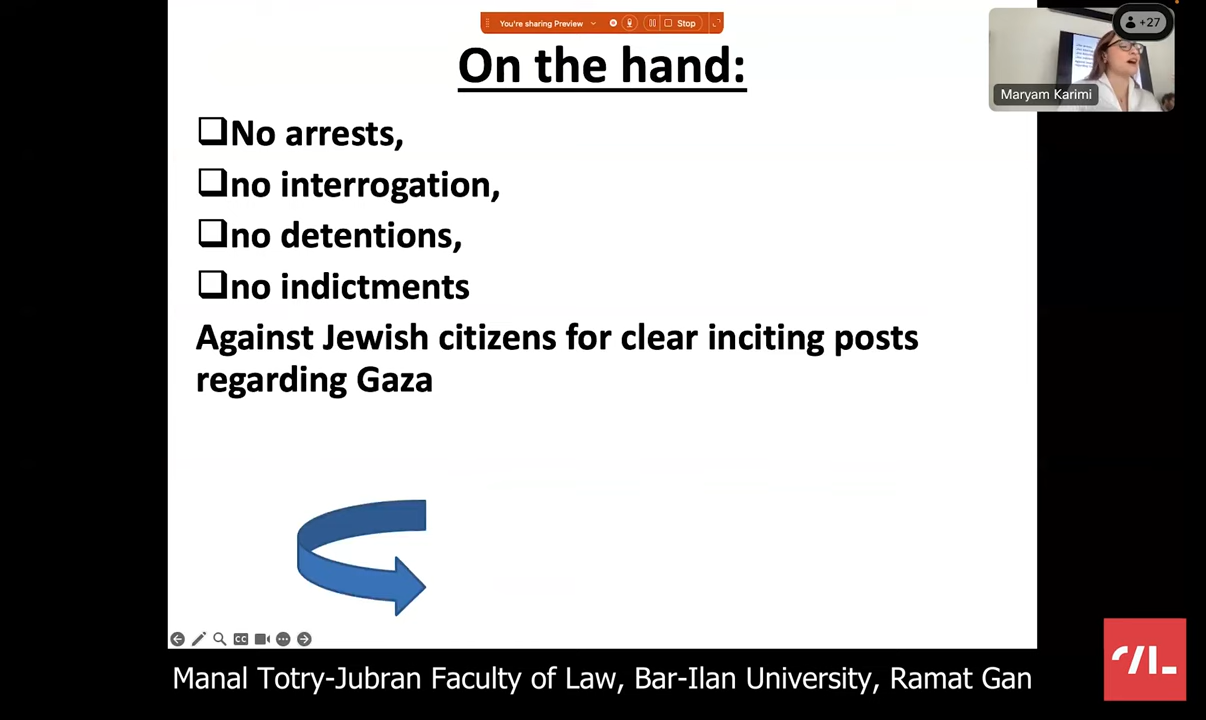 You're sharing Preview
Stop
+27
Maryam Karimi
On the hand:
No arrests,
no interrogation,
no detentions,
no indictments
Against Jewish citizens for clear inciting posts
regarding Gaza
CC
Manal Totry-Jubran Faculty of Law, Bar-Ilan University, Ramat Gan